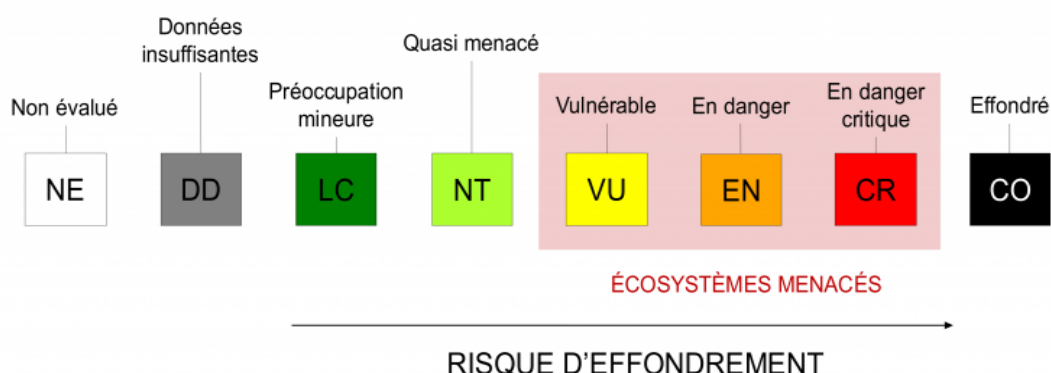 Données
insuffisantes
Quasi menacé
Non évalué
Préoccupation
mineure
Vulnérable
En danger
En danger
critique
Effondré
NE
DD
LC
NT
VU
EN
CR
CO
ÉCOSYSTÈMES MENACÉS
RISQUE D'EFFONDREMENT